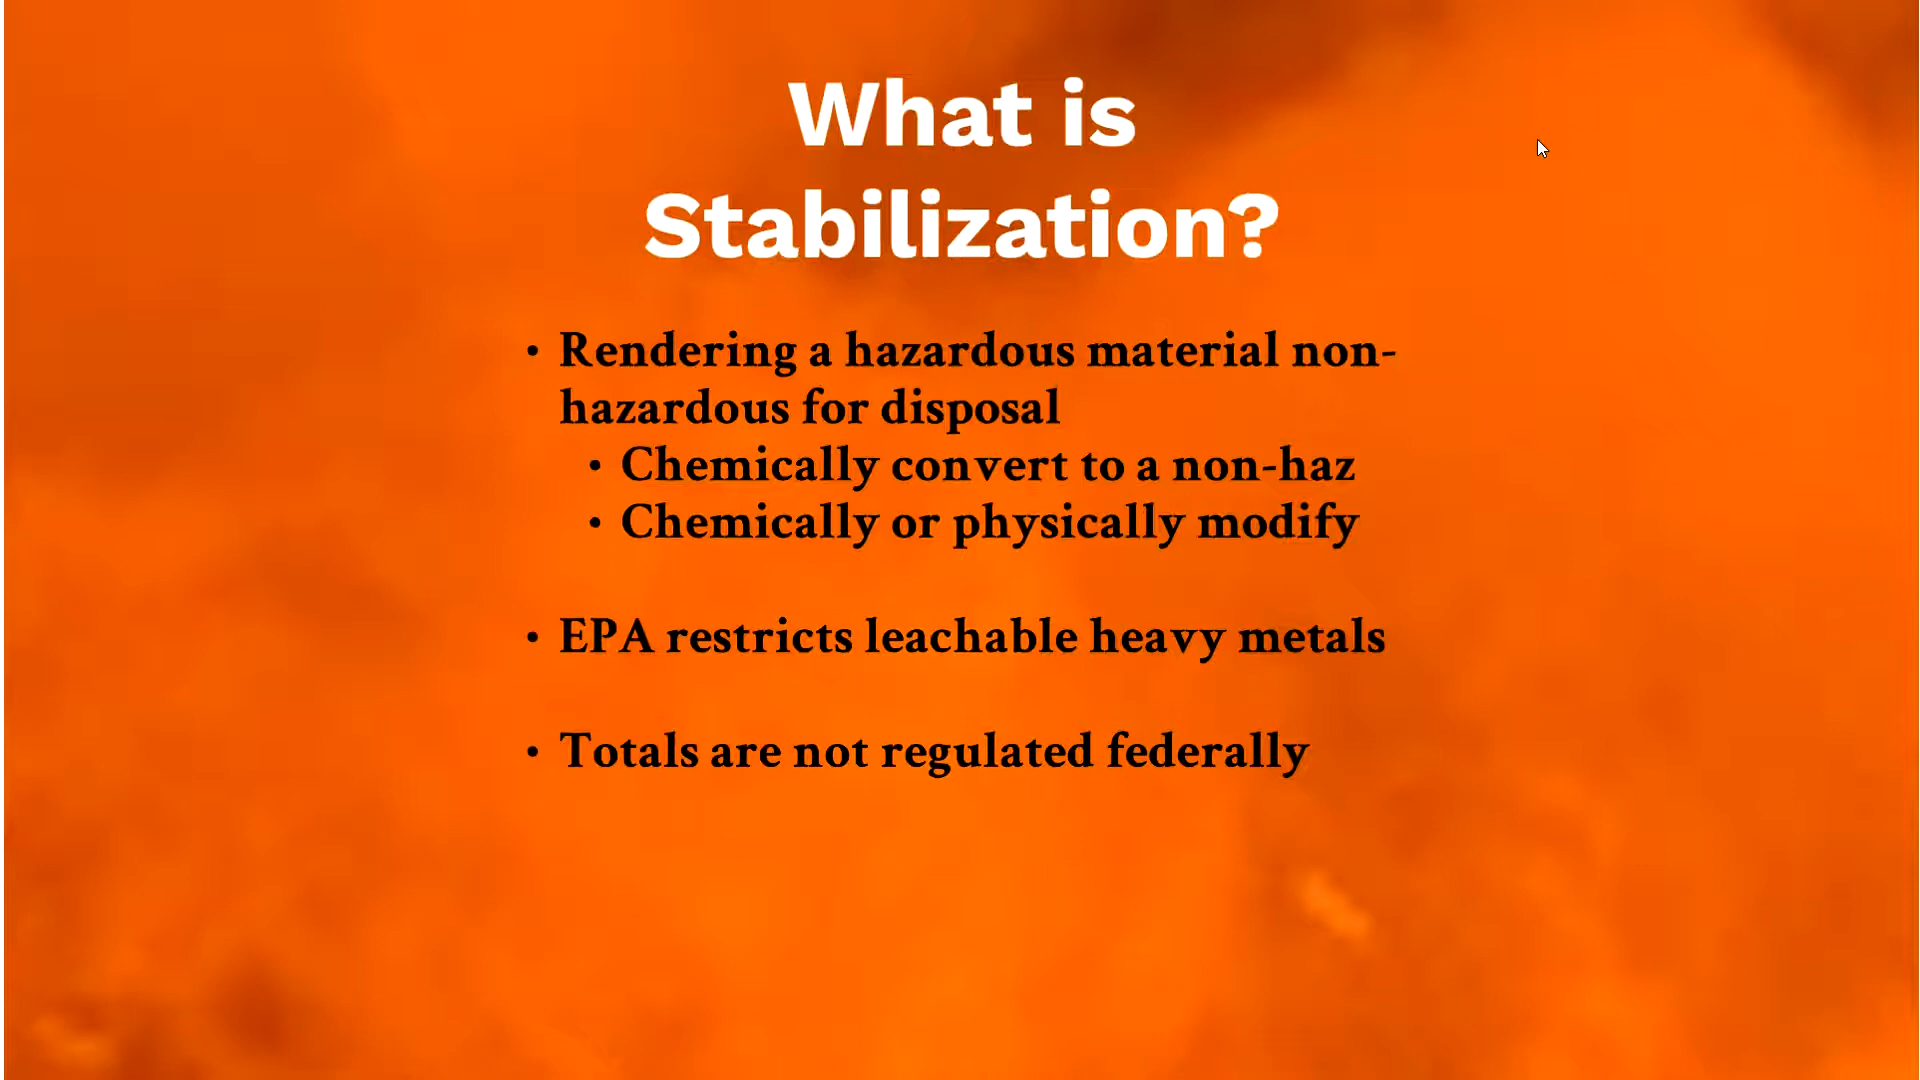 What is
Stabilization?
• Rendering a hazardous material non-
hazardous for disposal
• Chemically convert to a non-haz
• Chemically or physically modify
• EPA restricts leachable heavy metals
• Totals are not regulated federally